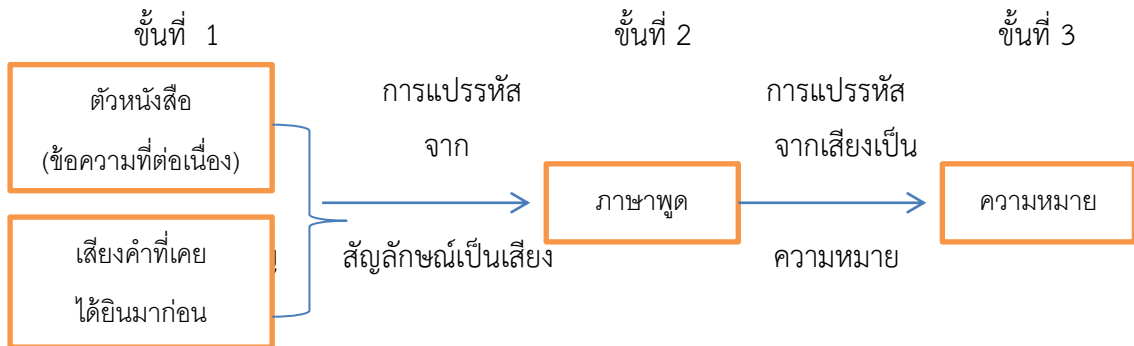 ขั้นที่ 1
ขั้นที่ 2
ขั้นที่ 3
ตัวหนังสือ
(ข้อความที่ต่อเนื่อง)
การแปรรหัส
จาก
สัญลักษณ์เป็นเสียง
การแปรรหัส
จากเสียงเป็น
ความหมาย
ภาษาพูด
ความหมาย
เสียงคำที่เคย
ได้ยินมาก่อน